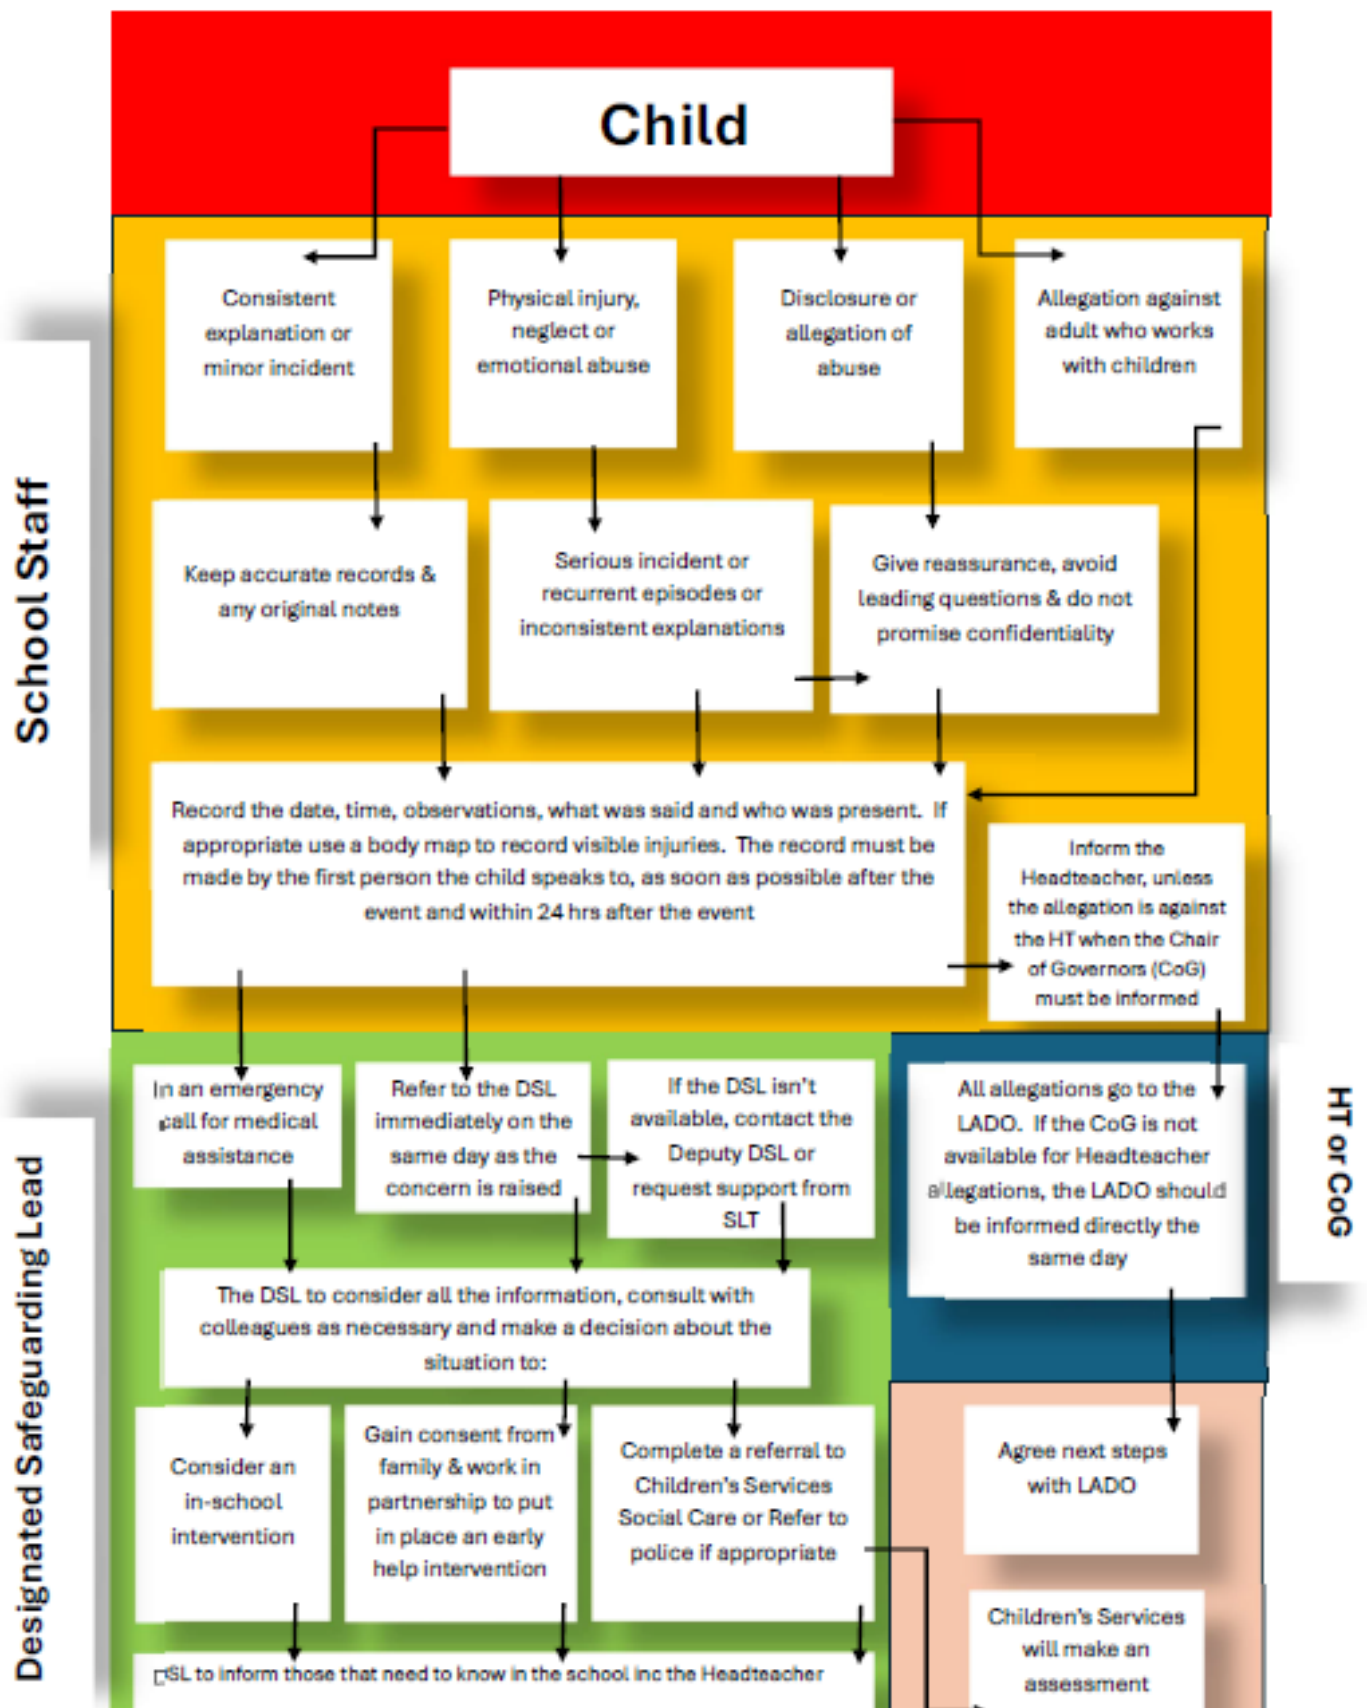 Child
Consistent
explanation or
minor incident
Physical injury,
neglect or
emotional abuse
Disclosure or
allegation of
abuse
Allegation against
adult who works
with children
School Staff
Keep accurate records &
any original notes
Serious incident or
recurrent episodes or
inconsistent explanations
Give reassurance, avoid
leading questions & do not
promise confidentiality
Record the date, time, observations, what was said and who was present.  If
appropriate use a body map to record visible injuries.  The record must be
made by the first person the child speaks to, as soon as possible after the
event and within 24 hrs after the event
Inform the
Headteacher, unless
the allegation is against
the HT when the Chair
of Governors (CoG)
must be informed
Designated Safeguarding Lead
In an emergency
call for medical
assistance
Refer to the DSL
immediately on the
same day as the
concern is raised
If the DSL isn't
available, contact the
Deputy DSL or
request support from
SLT
All allegations go to the
LADO.  If the CoG is not
available for Headteacher
allegations, the LADO should
be informed directly the
same day
HT or CoG
The DSL to consider all the information, consult with
colleagues as necessary and make a decision about the
situation to:
Consider an
in-school
intervention
Gain consent from
family & work in
partnership to put
in place an early
help intervention
Complete a referral to
Children's Services
Social Care or Refer to
police if appropriate
Agree next steps
with LADO
DSL to inform those that need to know in the school inc the Headteacher
Children's Services
will make an
assessment